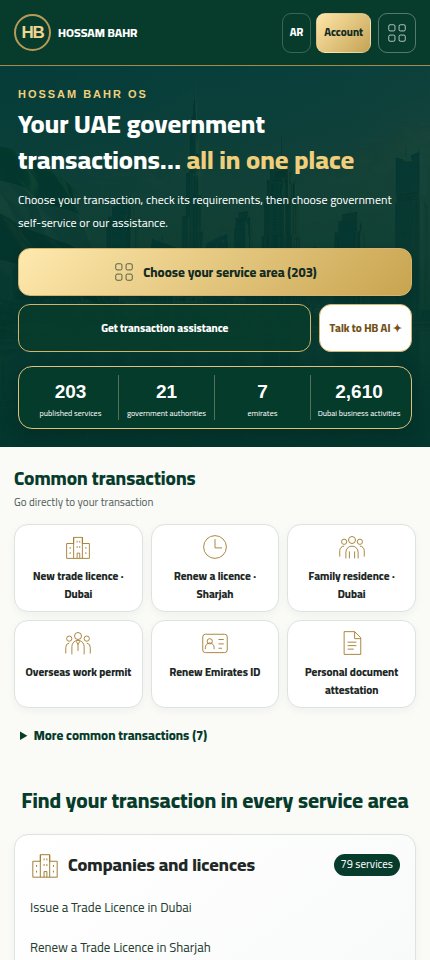 HB HOSSAM BAHR AR Account
HOSSAM BAHR OS
Your UAE government
transactions... all in one place
Choose your transaction, check its requirements, then choose government
self-service or our assistance.
Choose your service area (203)
Get transaction assistance
Talk to HB AI ✦
203 21 7 2,610
published services government authorities emirates Dubai business activities
Common transactions
Go directly to your transaction
New trade licence · Dubai
Renew a licence · Sharjah
Family residence · Dubai
Overseas work permit
Renew Emirates ID
Personal document attestation
▶ More common transactions (7)
Find your transaction in every service area
Companies and licences 79 services
Issue a Trade Licence in Dubai
Renew a Trade Licence in Sharjah